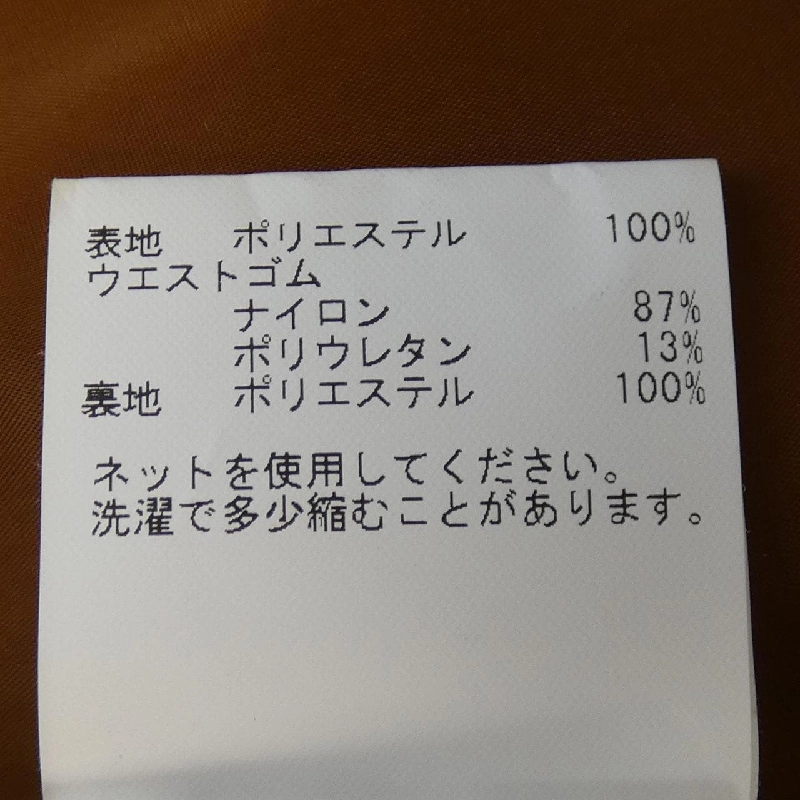 表地 ポリエステル 100%
ウエストゴム
ナイロン 87%
ポリウレタン 13%
裏地 ポリエステル 100%
ネットを使用してください。
洗濯で多少縮むことがあります。